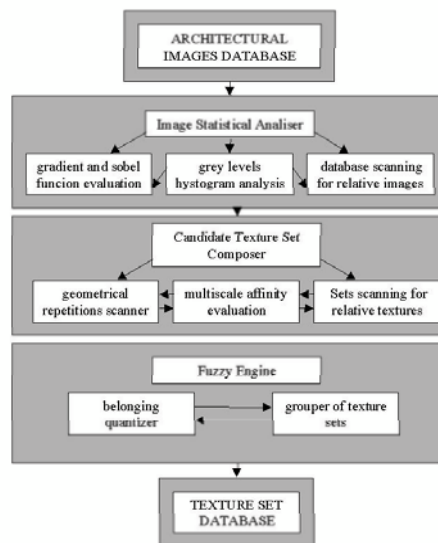 ARCHITECTURAL
IMAGES DATABASE
Image Statistical Analiser
gradient and sobel
funcion evaluation
grey levels
hystogram analysis
database scanning
for relative images
Candidate Texture Set
Composer
geometrical
repetitions scanner
multiscale affinity
evaluation
Sets scanning for
relative textures
Fuzzy Engine
belonging
quantizer
grouper of texture
sets
TEXTURE SET
DATABASE